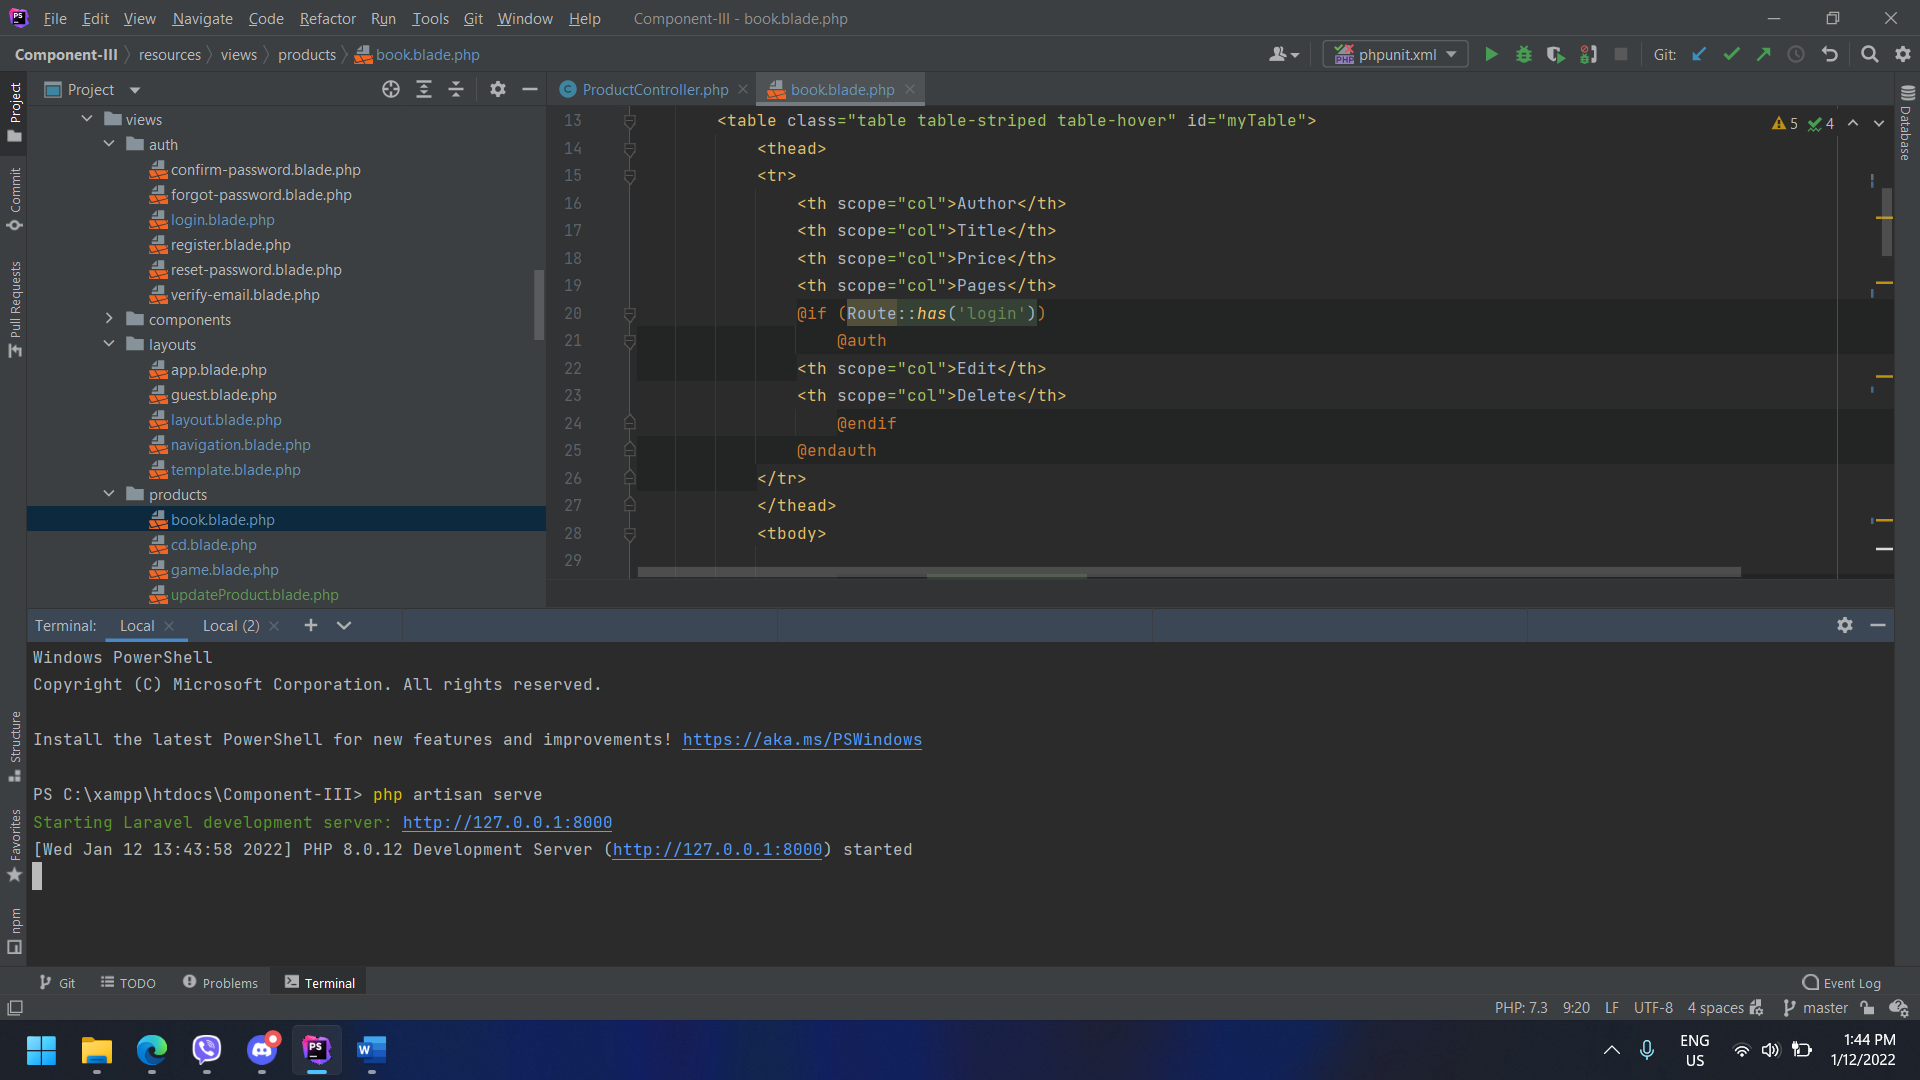 File Edit View Navigate Code Refactor Run Tools Git Window Help Component-III - book.blade.php
Component-III resources views products book.blade.php phpunit.xml Git:
Project
ProductController.php book.blade.php
views
auth
confirm-password.blade.php
forgot-password.blade.php
login.blade.php
register.blade.php
reset-password.blade.php
verify-email.blade.php
components
layouts
app.blade.php
guest.blade.php
layout.blade.php
navigation.blade.php
template.blade.php
products
book.blade.php
cd.blade.php
game.blade.php
updateProduct.blade.php
13 <table class="table table-striped table-hover" id="myTable">
14 <thead>
15 <tr>
16 <th scope="col">Author</th>
17 <th scope="col">Title</th>
18 <th scope="col">Price</th>
19 <th scope="col">Pages</th>
20 @if (Route::has('login'))
21 @auth
22 <th scope="col">Edit</th>
23 <th scope="col">Delete</th>
24 @endif
25 @endauth
26 </tr>
27 </thead>
28 <tbody>
29
5 4
Project
Commit
Pull Requests
Structure
Favorites
npm
Database
Terminal: Local Local (2)
Windows PowerShell
Copyright (C) Microsoft Corporation. All rights reserved.
Install the latest PowerShell for new features and improvements! https://aka.ms/PSWindows
PS C:\xampp\htdocs\Component-III> php artisan serve
Starting Laravel development server: http://127.0.0.1:8000
[Wed Jan 12 13:43:58 2022] PHP 8.0.12 Development Server (http://127.0.0.1:8000) started
Git TODO Problems Terminal Event Log
PHP: 7.3 9:20 LF UTF-8 4 spaces master
ENG
US
1:44 PM
1/12/2022